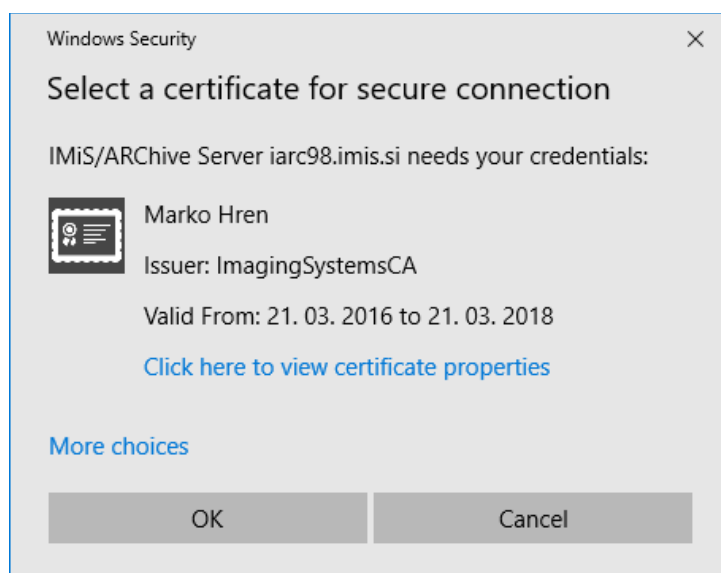 Windows Security
Select a certificate for secure connection
IMiS/ARChive Server iarc98.imis.si needs your credentials:
Marko Hren
Issuer: ImagingSystemsCA
Valid From: 21. 03. 2016 to 21. 03. 2018
Click here to view certificate properties
More choices
OK
Cancel